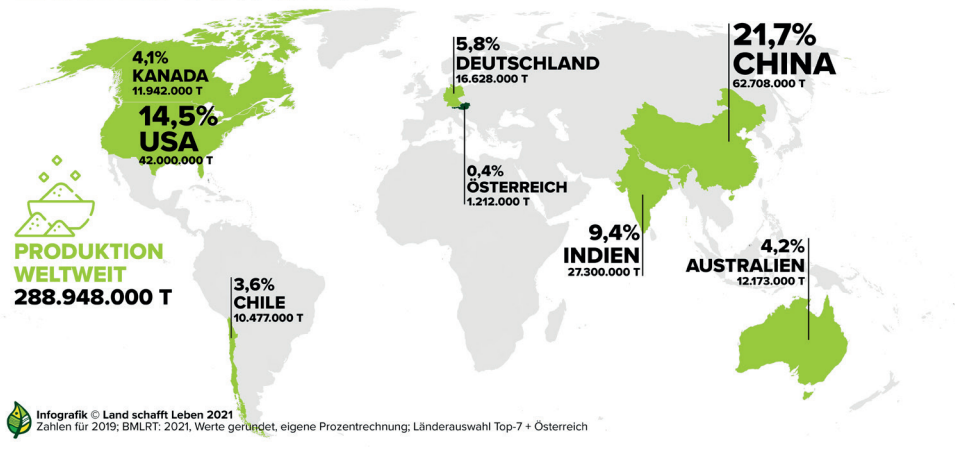 4,1%
KANADA
11.942.000 T
14,5%
USA
42.000.000 T
5,8%
DEUTSCHLAND
16.628.000 T
21,7%
CHINA
62.708.000 T
0,4%
ÖSTERREICH
1.212.000 T
9,4%
INDIEN
27.300.000 T
4,2%
AUSTRALIEN
12.173.000 T
PRODUKTION
WELTWEIT
288.948.000 T
3,6%
CHILE
10.477.000 T
Infografik © Land schafft Leben 2021
Zahlen für 2019; BMLRT: 2021, Werte gerundet, eigene Prozentrechnung; Länderauswahl Top-7 + Österreich